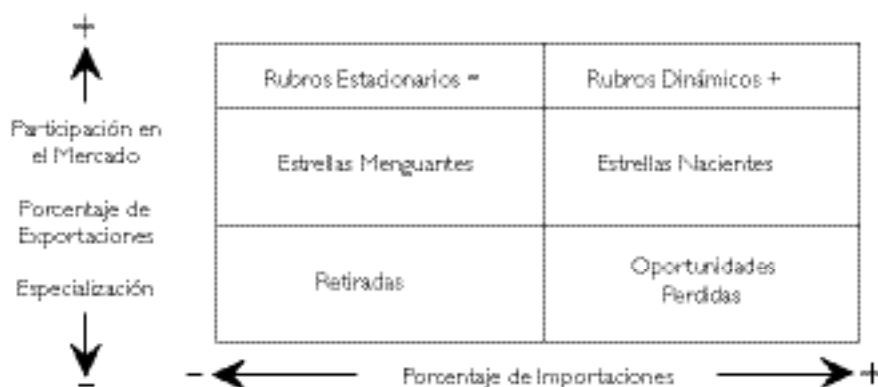 +
Participación en
el Mercado
Porcentaje de
Exportaciones
Especialización
-
Rubros Estacionarios -
Rubros Dinámicos +
Estrellas Menguantes
Estrellas Nacientes
Retiradas
Oportunidades
Perdidas
-
Porcentaje de Importaciones
+